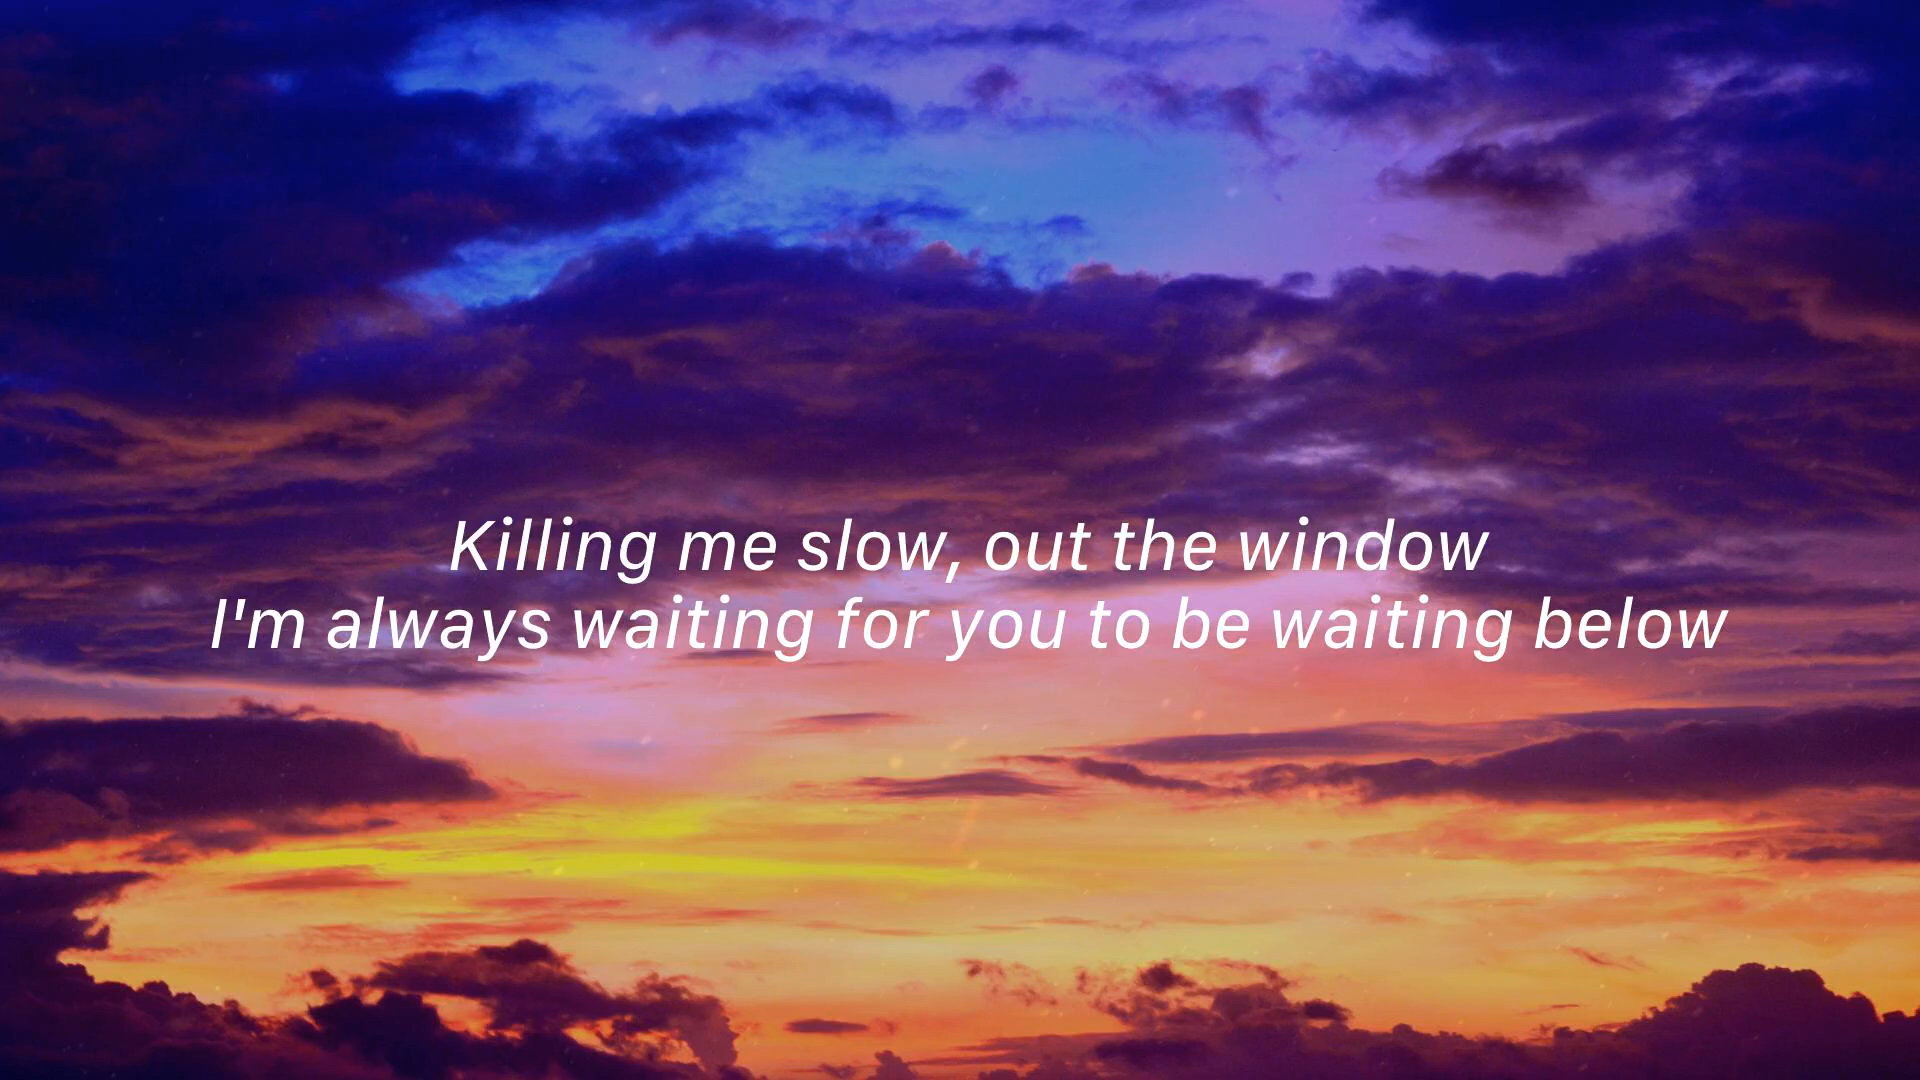 Killing me slow, out the window
I'm always waiting for you to be waiting below